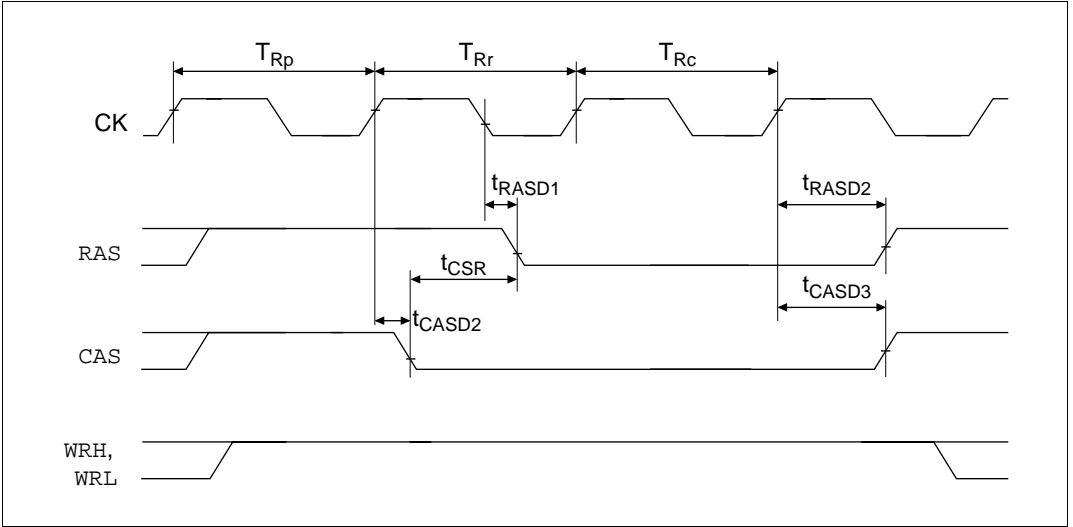 TRp TRr TRc
CK
tRASD1 tRASD2
RAS
tCSR
tCASD3
tCASD2
CAS
WRH,
WRL